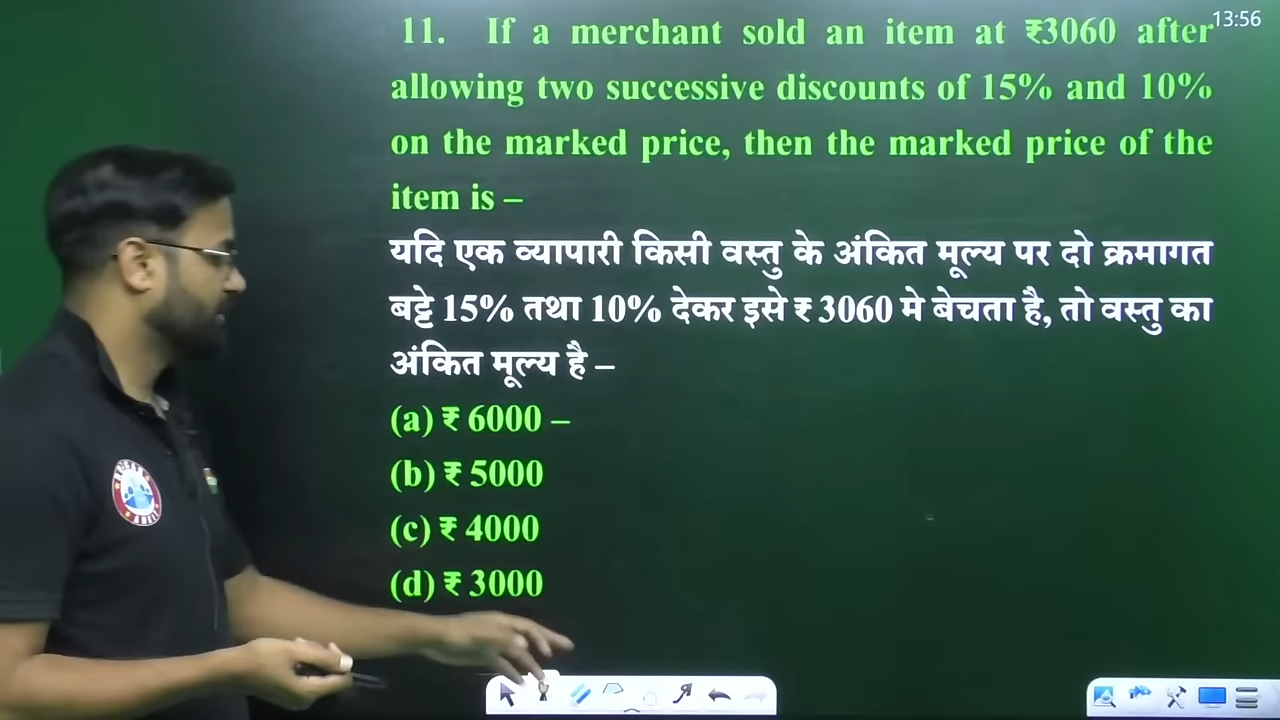 13:56
11. If a merchant sold an item at ₹3060 after
allowing two successive discounts of 15% and 10%
on the marked price, then the marked price of the
item is –
यदि एक व्यापारी किसी वस्तु के अंकित मूल्य पर दो क्रमागत
बट्टे 15% तथा 10% देकर इसे ₹ 3060 मे बेचता है, तो वस्तु का
अंकित मूल्य है –
(a) ₹ 6000 –
(b) ₹ 5000
(c) ₹ 4000
(d) ₹ 3000